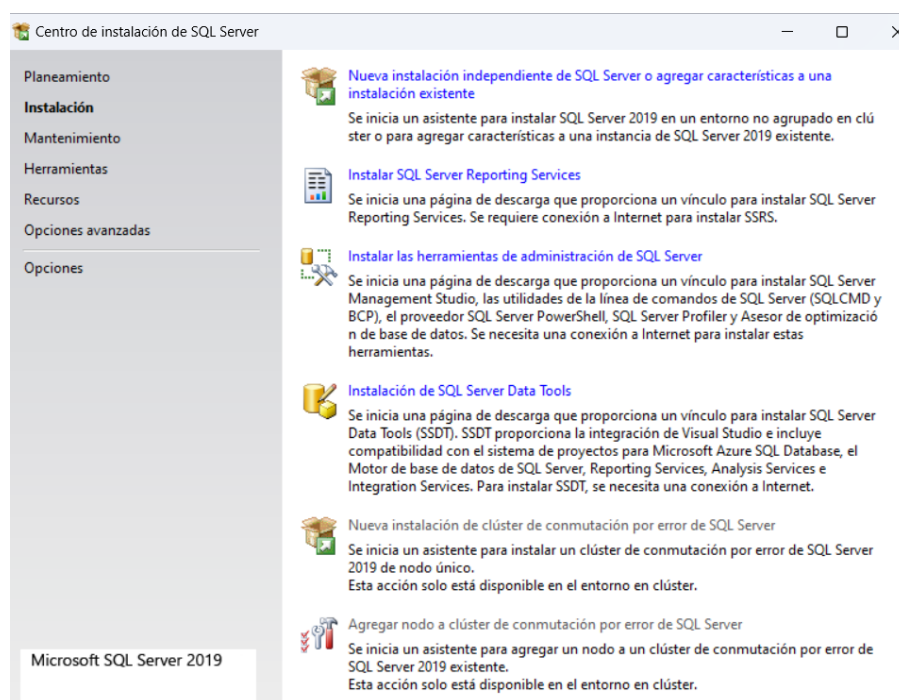 Centro de instalación de SQL Server
Planeamiento
Instalación
Mantenimiento
Herramientas
Recursos
Opciones avanzadas
Opciones
Microsoft SQL Server 2019
Nueva instalación independiente de SQL Server o agregar características a una
instalación existente
Se inicia un asistente para instalar SQL Server 2019 en un entorno no agrupado en clú
ster o para agregar características a una instancia de SQL Server 2019 existente.
Instalar SQL Server Reporting Services
Se inicia una página de descarga que proporciona un vínculo para instalar SQL Server
Reporting Services. Se requiere conexión a Internet para instalar SSRS.
Instalar las herramientas de administración de SQL Server
Se inicia una página de descarga que proporciona un vínculo para instalar SQL Server
Management Studio, las utilidades de la línea de comandos de SQL Server (SQLCMD y
BCP), el proveedor SQL Server PowerShell, SQL Server Profiler y Asesor de optimizació
n de base de datos. Se necesita una conexión a Internet para instalar estas
herramientas.
Instalación de SQL Server Data Tools
Se inicia una página de descarga que proporciona un vínculo para instalar SQL Server
Data Tools (SSDT). SSDT proporciona la integración de Visual Studio e incluye
compatibilidad con el sistema de proyectos para Microsoft Azure SQL Database, el
Motor de base de datos de SQL Server, Reporting Services, Analysis Services e
Integration Services. Para instalar SSDT, se necesita una conexión a Internet.
Nueva instalación de clúster de conmutación por error de SQL Server
Se inicia un asistente para instalar un clúster de conmutación por error de SQL Server
2019 de nodo único.
Esta acción solo está disponible en el entorno en clúster.
Agregar nodo a clúster de conmutación por error de SQL Server
Se inicia un asistente para agregar un nodo a un clúster de conmutación por error de
SQL Server 2019 existente.
Esta acción solo está disponible en el entorno en clúster.